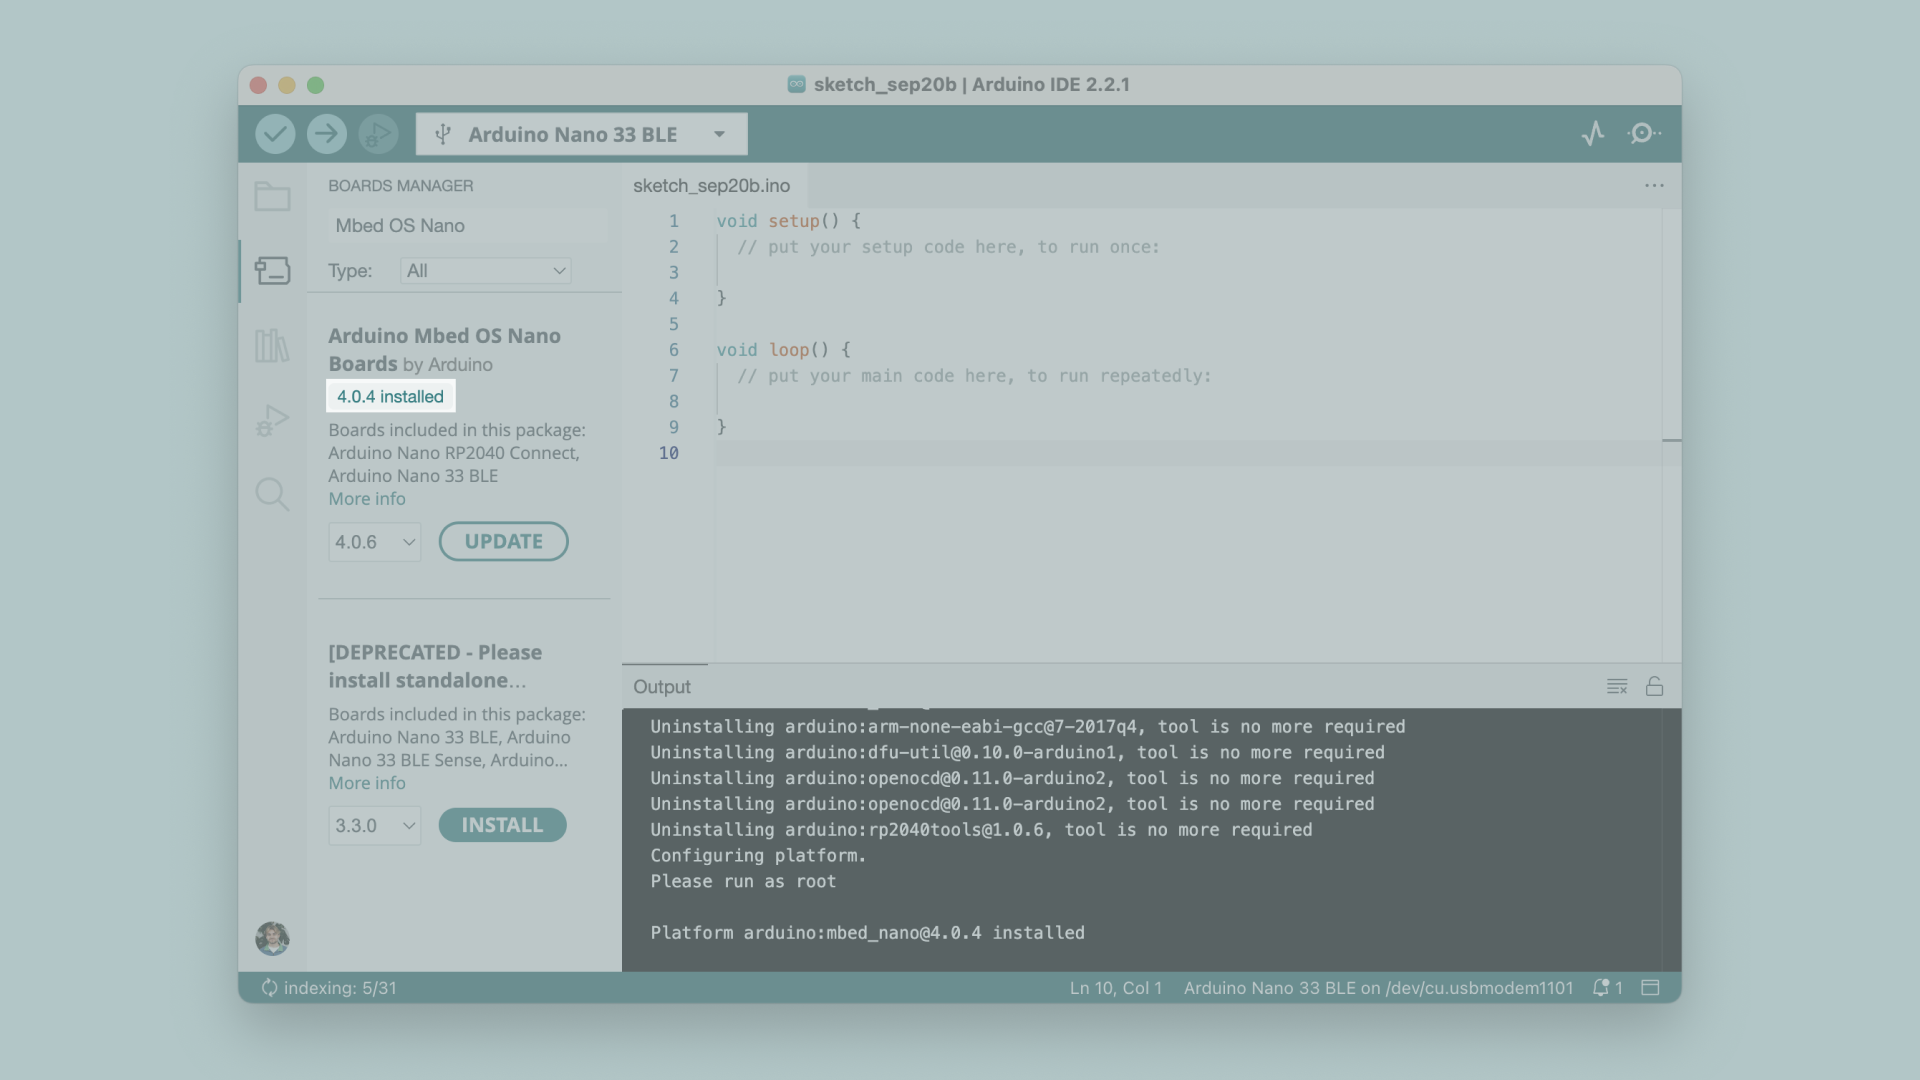 sketch_sep20b | Arduino IDE 2.2.1
Arduino Nano 33 BLE
BOARDS MANAGER
Mbed OS Nano
Type: All
Arduino Mbed OS Nano
Boards by Arduino
4.0.4 installed
Boards included in this package:
Arduino Nano RP2040 Connect,
Arduino Nano 33 BLE
More info
4.0.6 UPDATE
[DEPRECATED - Please
install standalone...
Boards included in this package:
Arduino Nano 33 BLE, Arduino
Nano 33 BLE Sense, Arduino...
More info
3.3.0 INSTALL
sketch_sep20b.ino
1 void setup() {
2 // put your setup code here, to run once:
3
4 }
5
6 void loop() {
7 // put your main code here, to run repeatedly:
8
9 }
10
Output
Uninstalling arduino:arm-none-eabi-gcc@7-2017q4, tool is no more required
Uninstalling arduino:dfu-util@0.10.0-arduino1, tool is no more required
Uninstalling arduino:openocd@0.11.0-arduino2, tool is no more required
Uninstalling arduino:openocd@0.11.0-arduino2, tool is no more required
Uninstalling arduino:rp2040tools@1.0.6, tool is no more required
Configuring platform.
Please run as root
Platform arduino:mbed_nano@4.0.4 installed
indexing: 5/31
Ln 10, Col 1 Arduino Nano 33 BLE on /dev/cu.usbmodem1101 1